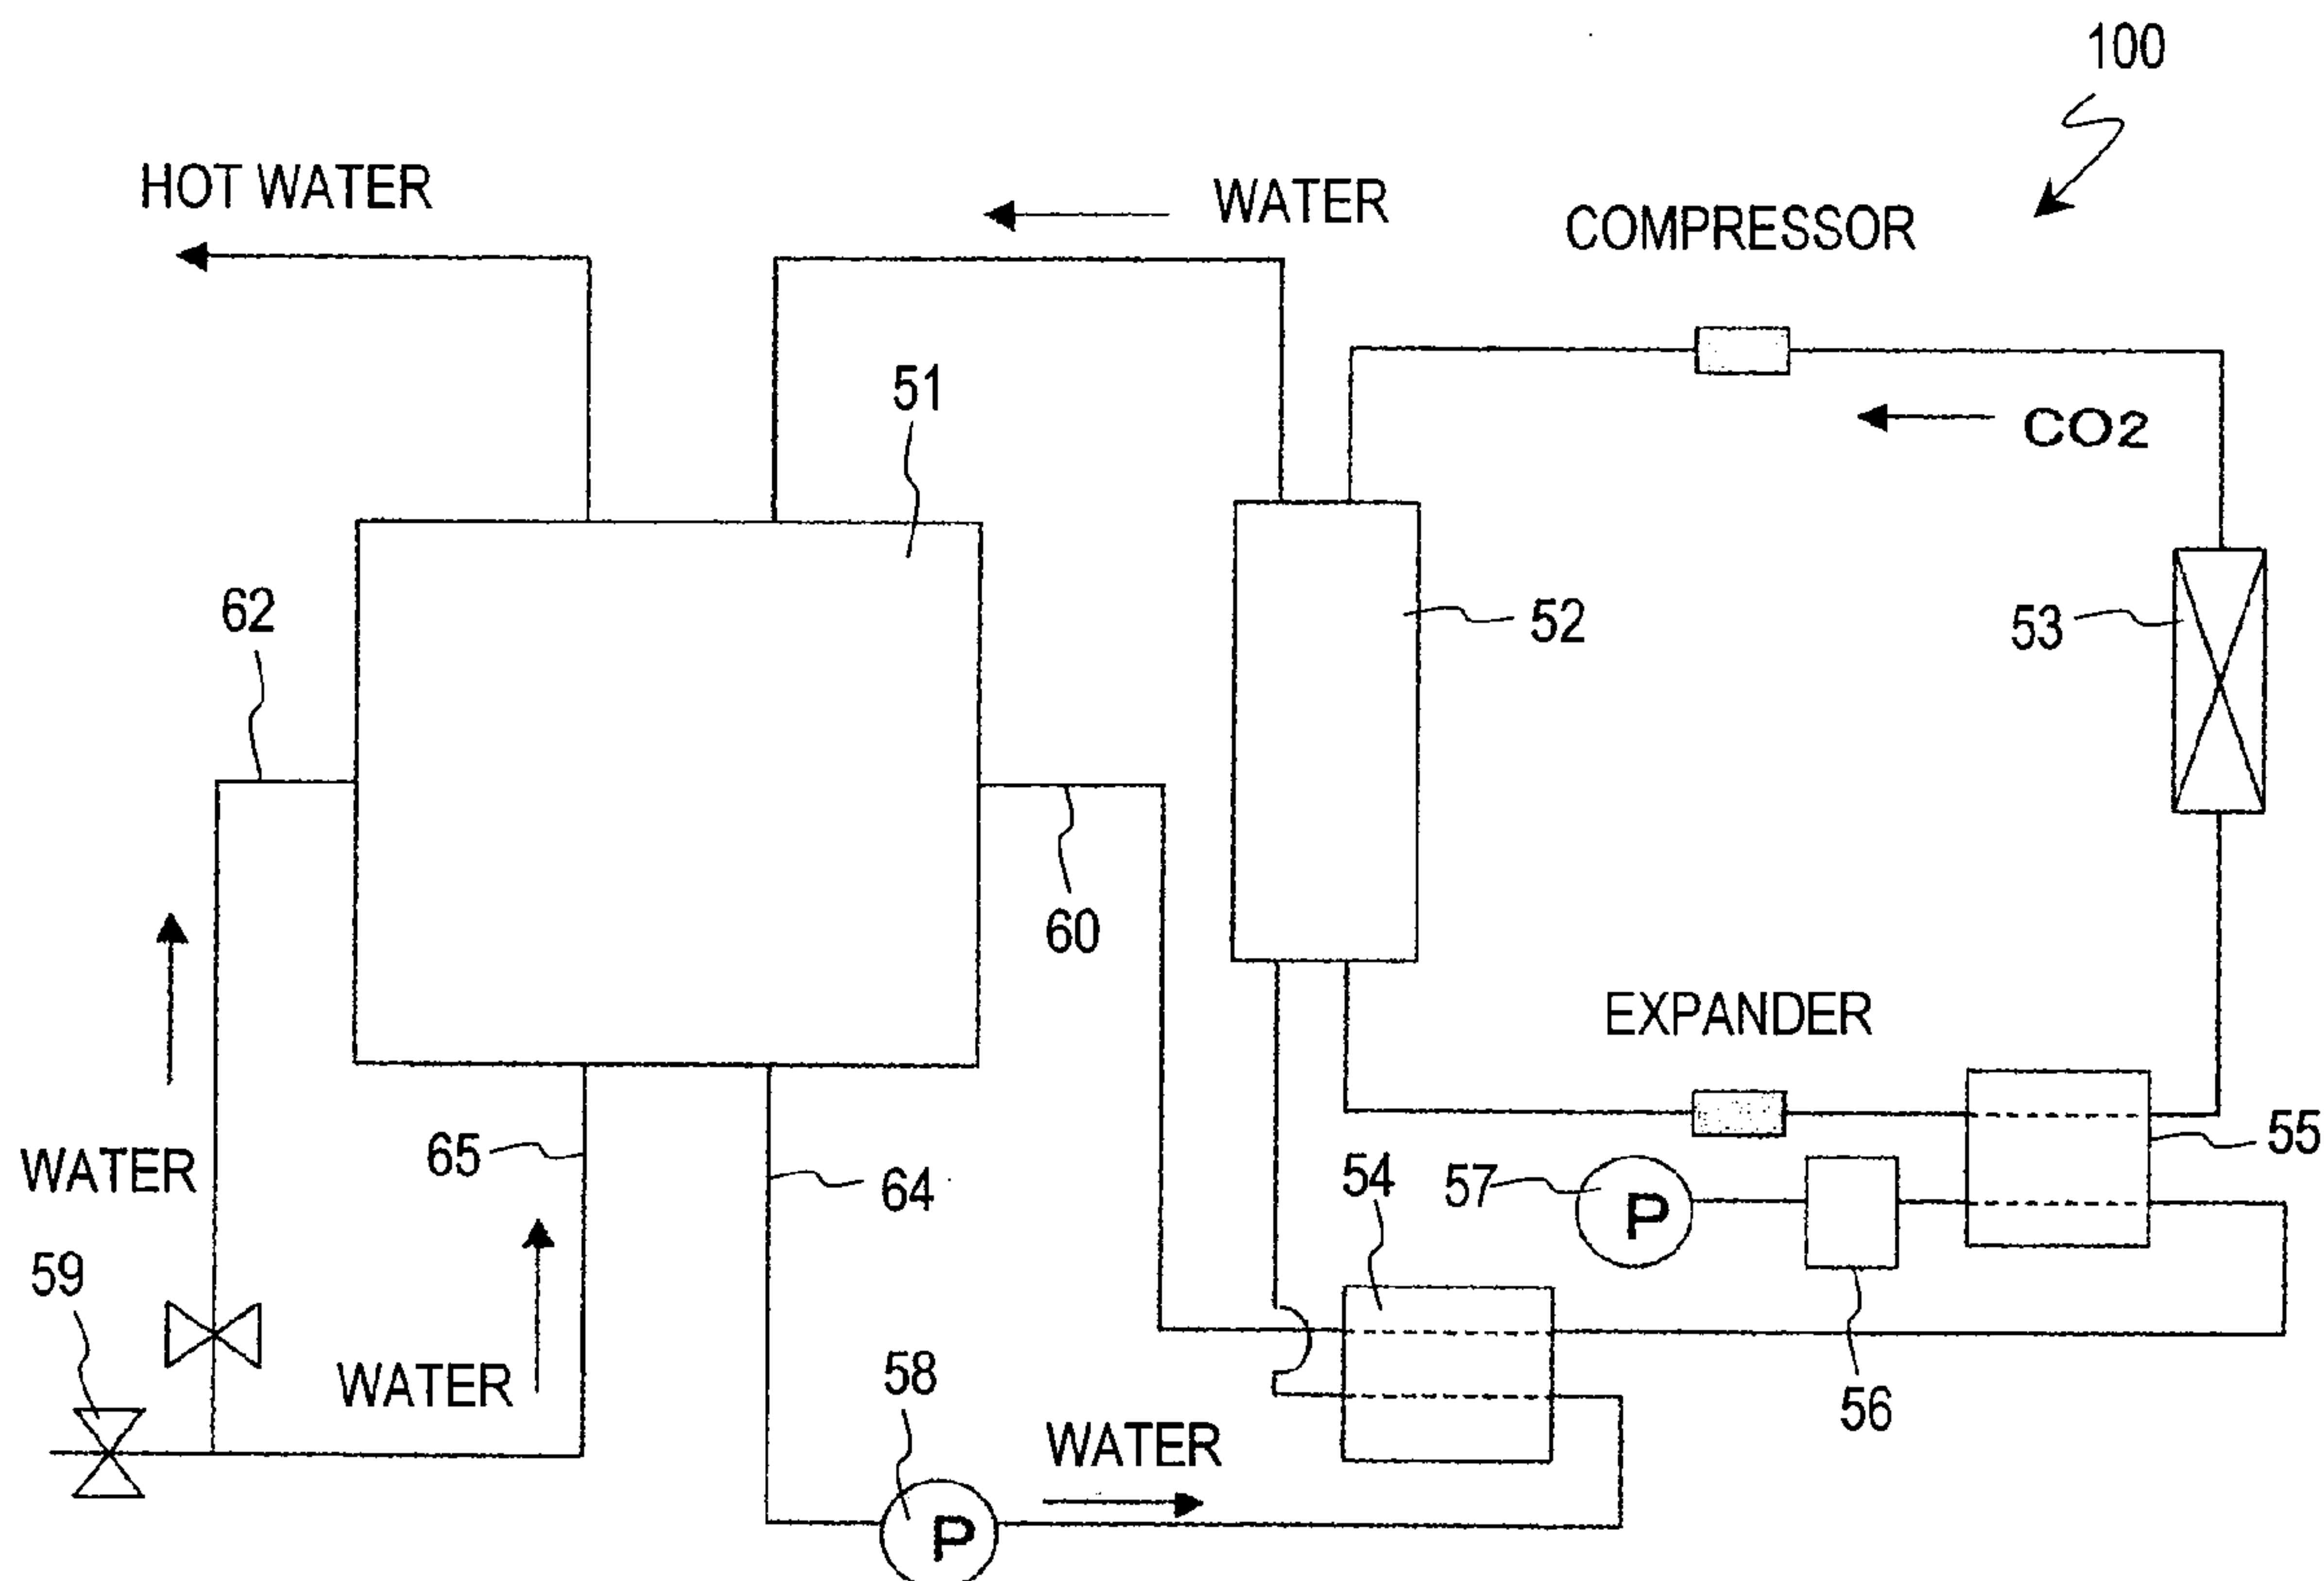 100
HOT WATER
WATER
COMPRESSOR
51
CO2
62
52
53
60
EXPANDER
65
64
54
57
P
55
WATER
59
WATER
58
P
WATER
56